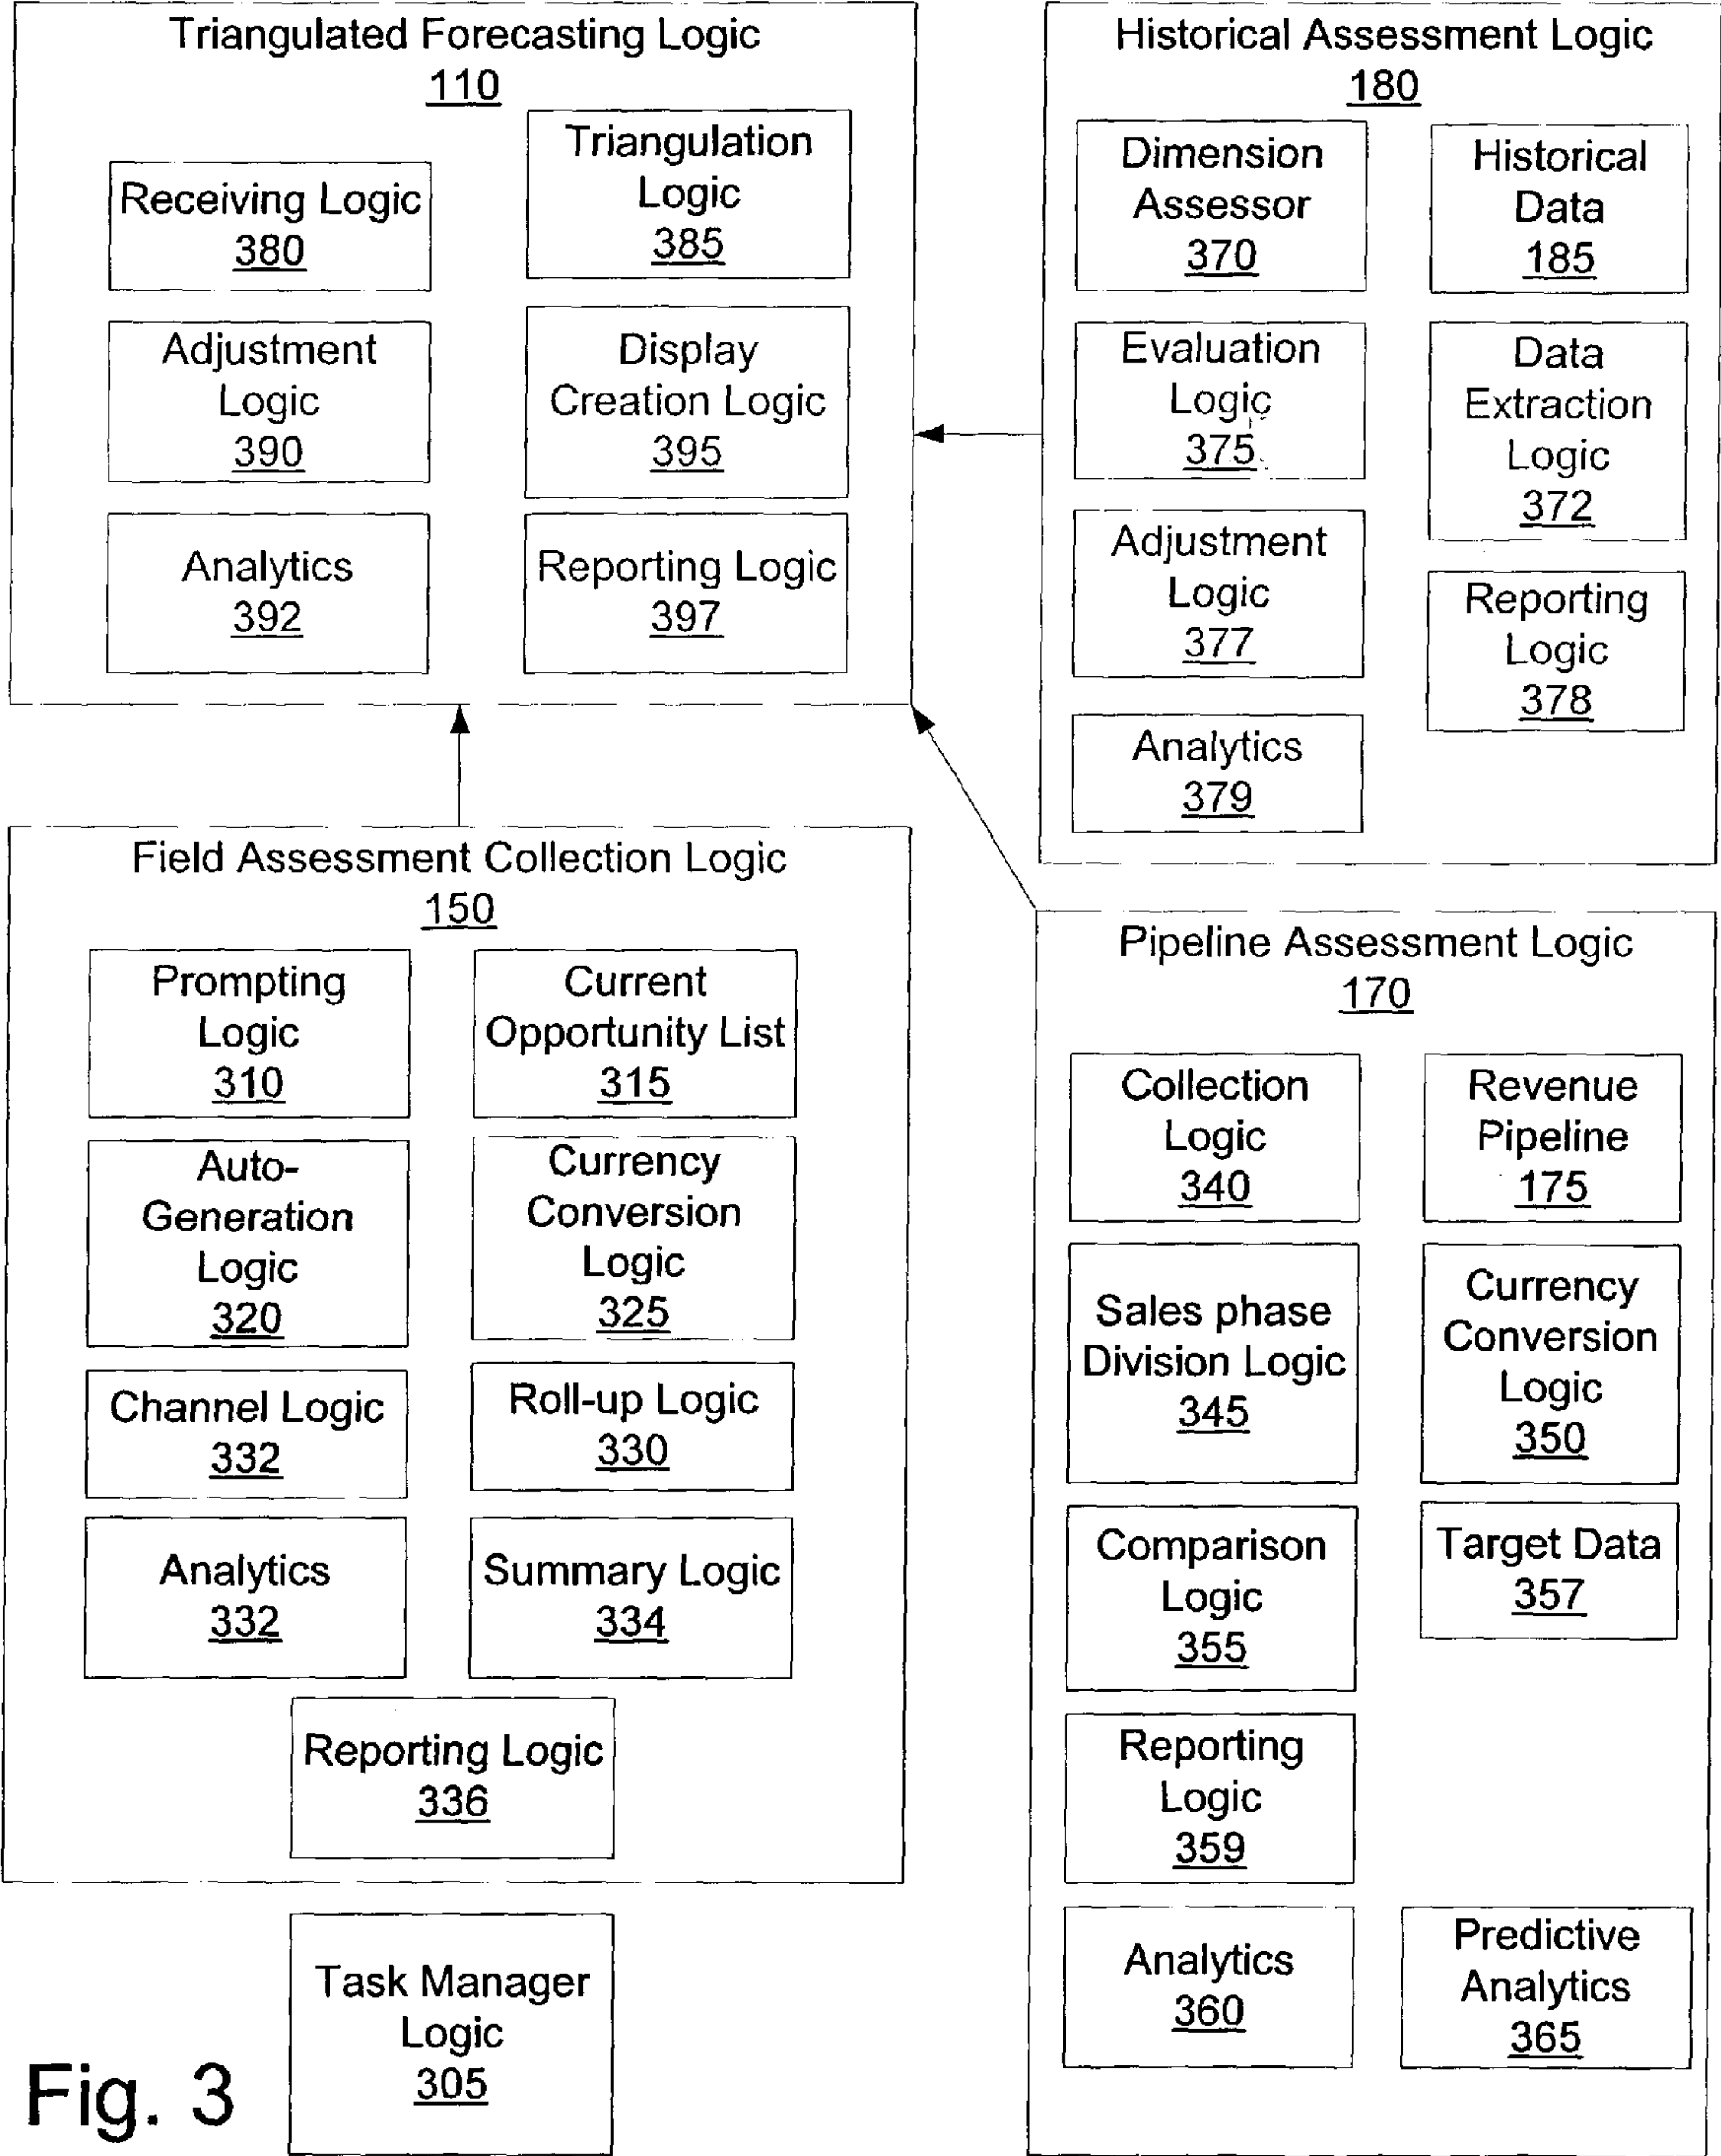 Triangulated Forecasting Logic
110
Receiving Logic
380
Triangulation
Logic
385
Adjustment
Logic
390
Display
Creation Logic
395
Analytics
392
Reporting Logic
397
Historical Assessment Logic
180
Dimension
Assessor
370
Historical
Data
185
Evaluation
Logic
375
Data
Extraction
Logic
372
Adjustment
Logic
377
Reporting
Logic
378
Analytics
379
Field Assessment Collection Logic
150
Prompting
Logic
310
Current
Opportunity List
315
Auto-
Generation
Logic
320
Currency
Conversion
Logic
325
Channel Logic
332
Roll-up Logic
330
Analytics
332
Summary Logic
334
Reporting Logic
336
Pipeline Assessment Logic
170
Collection
Logic
340
Revenue
Pipeline
175
Sales phase
Division Logic
345
Currency
Conversion
Logic
350
Comparison
Logic
355
Target Data
357
Reporting
Logic
359
Analytics
360
Predictive
Analytics
365
Task Manager
Logic
305
Fig. 3